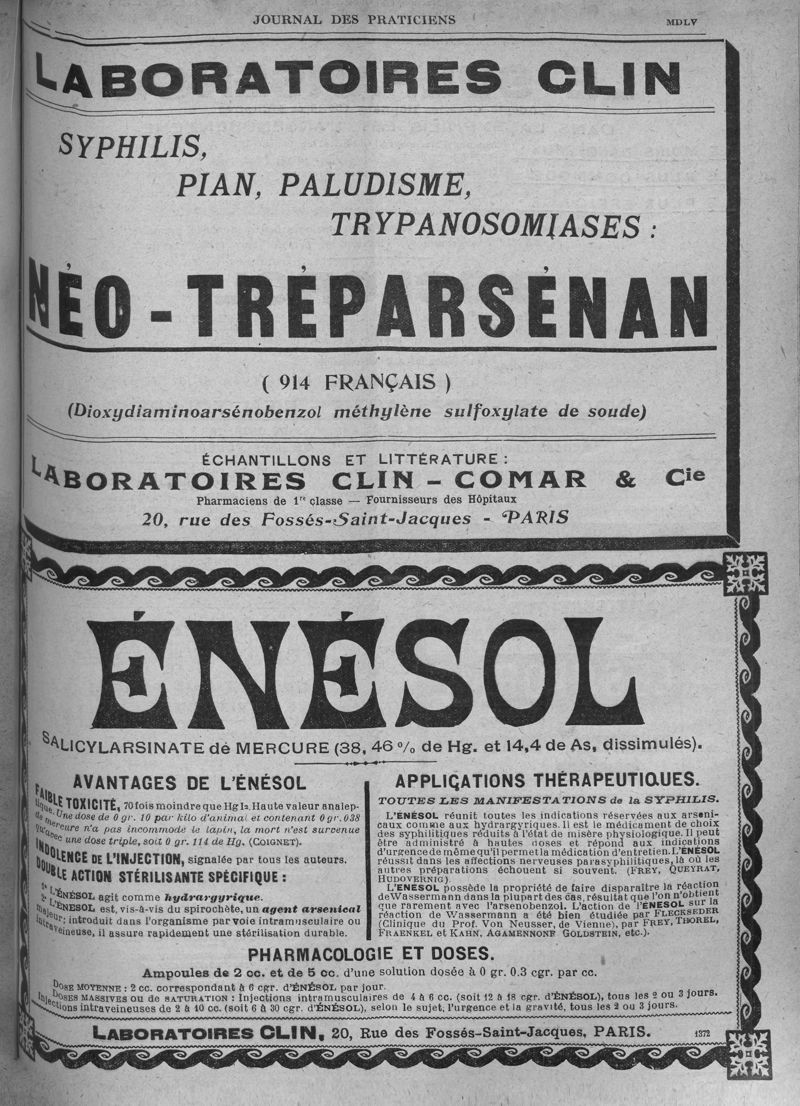 JOURNAL DES PRATICIENS
MDLV
LABORATOIRES CLIN
SYPHILIS,
PIAN, PALUDISME,
TRYPANOSOMIASES :
NÉO-TRÉPARSÉNAN
( 914 FRANÇAIS )
(Dioxydiaminoarsénobenzol méthylène sulfoxylate de soude)
ÉCHANTILLONS ET LITTÉRATURE :
LABORATOIRES CLIN - COMAR & Cie
Pharmaciens de 1re classe — Fournisseurs des Hôpitaux
20, rue des Fossés-Saint-Jacques - PARIS
ÉNÉSOL
SALICYLARSINATE dé MERCURE (38, 46 % de Hg. et 14,4 de As, dissimulés).
AVANTAGES DE L'ÉNÉSOL
FAIBLE TOXICITÉ, 70 fois moindre que Hg I2. Haute valeur analep-
tique. Une dose de 0 gr. 10 par kilo d'animal et contenant 0 gr. 038
de mercure n'a pas incommodé le lapin, la mort n'est survenue
qu'avec une dose triple, soit 0 gr. 114 de Hg. (COIGNET).
INDOLENCE DE L'INJECTION, signalée par tous les auteurs.
DOUBLE ACTION STÉRILISANTE SPÉCIFIQUE :
1° L'ÉNÉSOL agit comme hydrargyrique.
2° L'ÉNÉSOL est, vis-à-vis du spirochète, un agent arsenical
majeur; introduit dans l'organisme par voie intramusculaire ou
intraveineuse, il assure rapidement une stérilisation durable.
APPLICATIONS THÉRAPEUTIQUES.
TOUTES LES MANIFESTATIONS de la SYPHILIS.
L'ÉNÉSOL réunit toutes les indications réservées aux arseni-
caux comme aux hydrargyriques. Il est le médicament de choix
des syphilitiques réduits à l'état de misère physiologique. Il peut
être administré à hautes doses et répond aux indications
d'urgence de même qu'il permet la médication d'entretien. L'ÉNÉSOL
réussit dans les affections nerveuses parasyphilitiques, là où les
autres préparations échouent si souvent. (FREY, QUEYRAT,
HUDOVERNIG).
L'ÉNÉSOL possède la propriété de faire disparaître la réaction
de Wassermann dans la plupart des cas, résultat que l'on n'obtient
que rarement avec l'arsenobenzol. L'action de l'ÉNÉSOL sur la
réaction de Wassermann a été bien étudiée par FLECKSEDER
(Clinique du Prof. Von Neusser, de Vienne), par FREY, THOREL,
FRAENKEL et KAHN, AGAMENNONE GOLDSTEIN, etc.).
PHARMACOLOGIE ET DOSES.
Ampoules de 2 cc. et de 5 cc. d'une solution dosée à 0 gr. 0.3 cgr. par cc.
DOSE MOYENNE : 2 cc. correspondant à 6 cgr. d'ÉNÉSOL par jour.
DOSES MASSIVES ou de SATURATION : Injections intramusculaires de 4 à 6 cc. (soit 12 à 18 cgr. d'ÉNÉSOL), tous les 2 ou 3 jours.
Injections intraveineuses de 2 à 10 cc. (soit 6 à 30 cgr. d'ÉNÉSOL), selon le sujet, l'urgence et la gravité, tous les 2 ou 3 jours.
LABORATOIRES CLIN, 20, Rue des Fossés-Saint-Jacques, PARIS.
1372